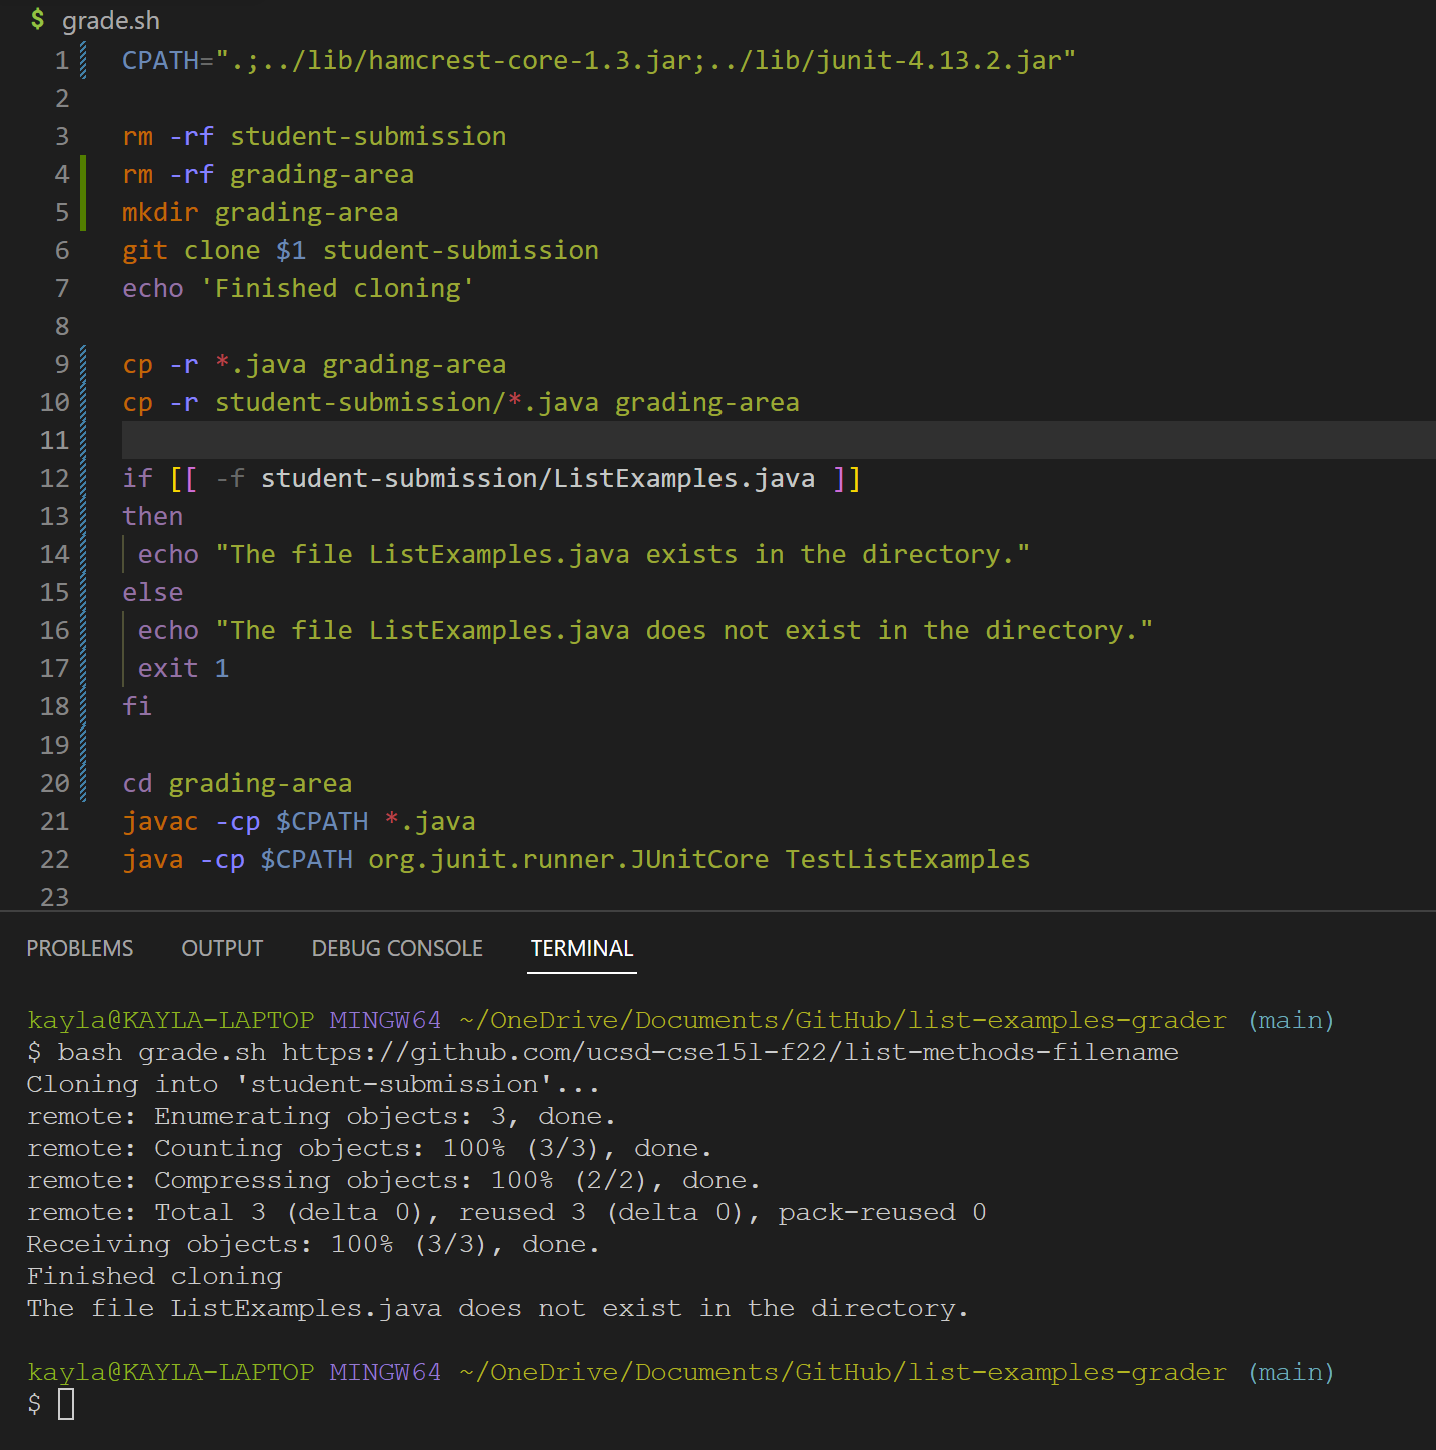 $ grade.sh
1 CPATH=".;../lib/hamcrest-core-1.3.jar;../lib/junit-4.13.2.jar"
2
3 rm -rf student-submission
4 rm -rf grading-area
5 mkdir grading-area
6 git clone $1 student-submission
7 echo 'Finished cloning'
8
9 cp -r *.java grading-area
10 cp -r student-submission/*.java grading-area
11
12 if [[ -f student-submission/ListExamples.java ]]
13 then
14 echo "The file ListExamples.java exists in the directory."
15 else
16 echo "The file ListExamples.java does not exist in the directory."
17 exit 1
18 fi
19
20 cd grading-area
21 javac -cp $CPATH *.java
22 java -cp $CPATH org.junit.runner.JUnitCore TestListExamples
23
PROBLEMS OUTPUT DEBUG CONSOLE TERMINAL
kayla@KAYLA-LAPTOP MINGW64 ~/OneDrive/Documents/GitHub/list-examples-grader (main)
$ bash grade.sh https://github.com/ucsd-cse15l-f22/list-methods-filename
Cloning into 'student-submission'...
remote: Enumerating objects: 3, done.
remote: Counting objects: 100% (3/3), done.
remote: Compressing objects: 100% (2/2), done.
remote: Total 3 (delta 0), reused 3 (delta 0), pack-reused 0
Receiving objects: 100% (3/3), done.
Finished cloning
The file ListExamples.java does not exist in the directory.
kayla@KAYLA-LAPTOP MINGW64 ~/OneDrive/Documents/GitHub/list-examples-grader (main)
$